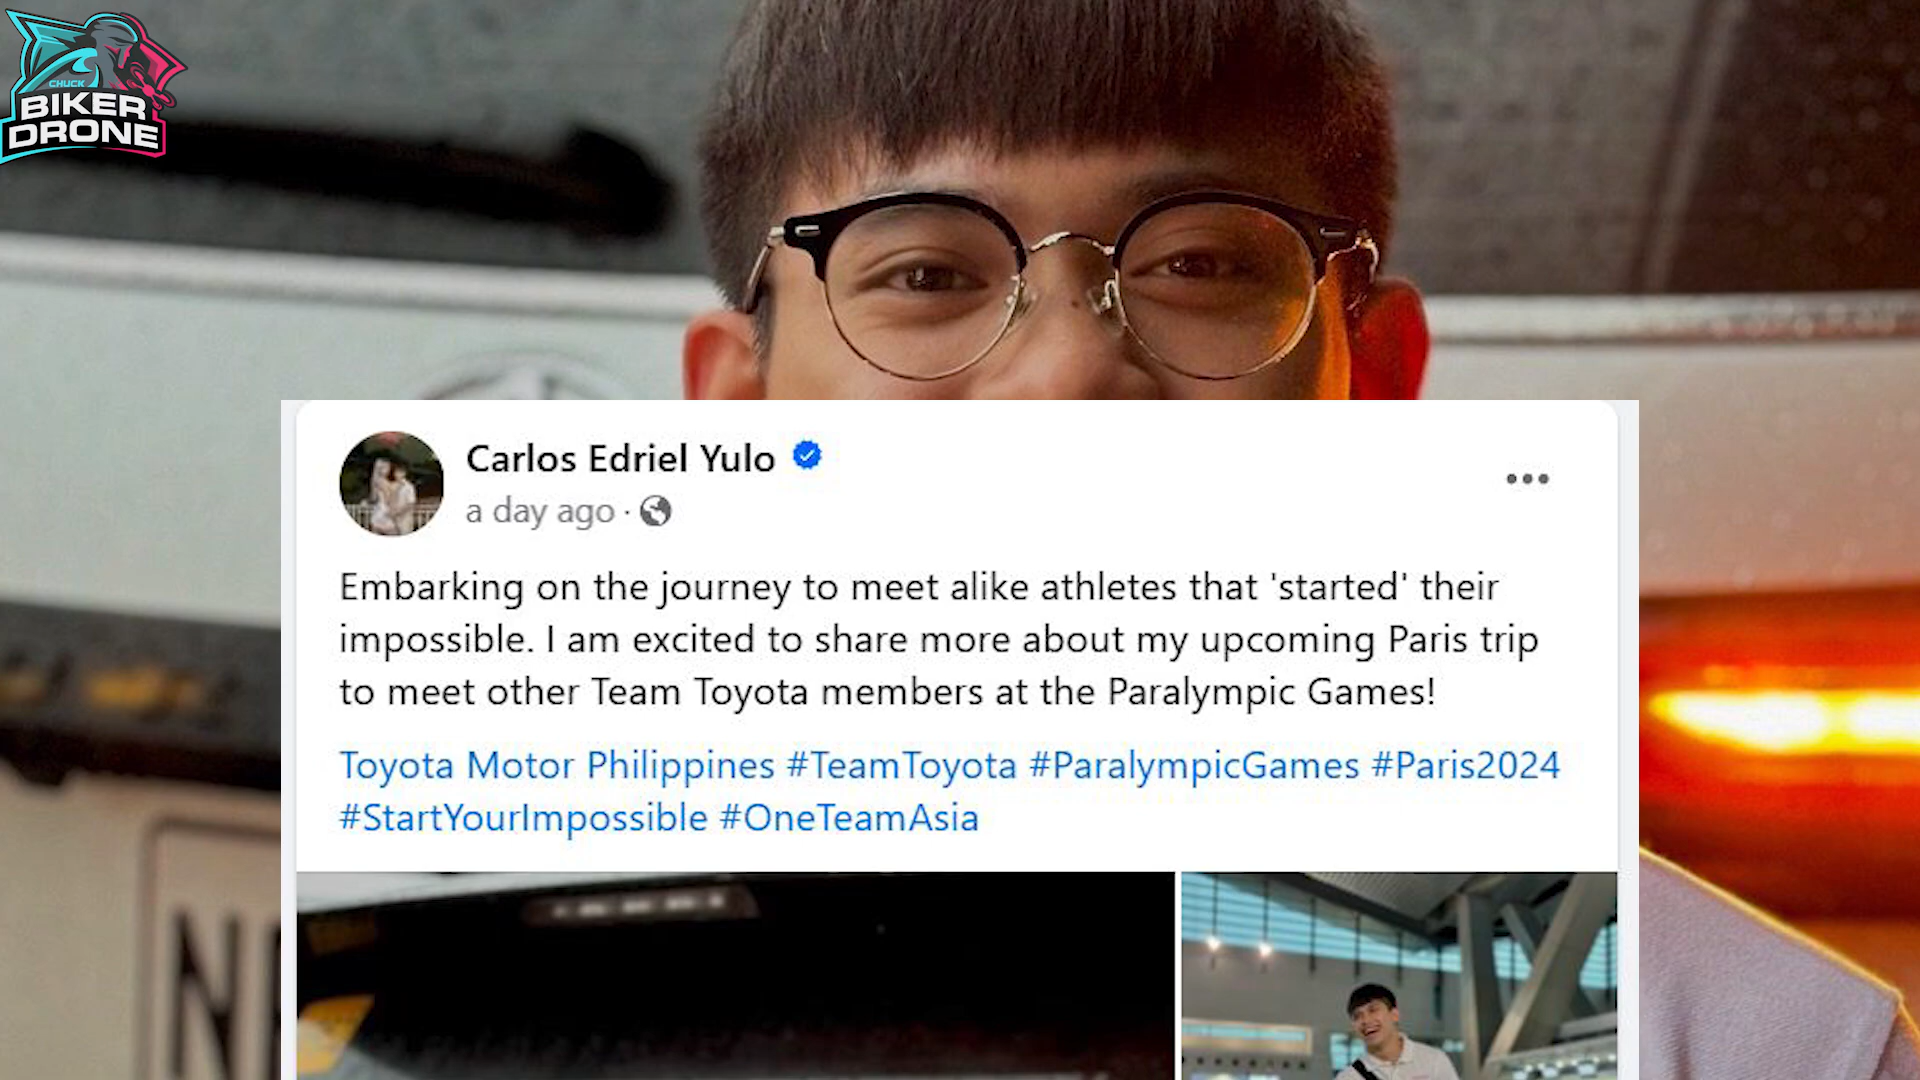 CHUCK
BIKER
DRONE
Carlos Edriel Yulo
a day ago ·
Embarking on the journey to meet alike athletes that 'started' their
impossible. I am excited to share more about my upcoming Paris trip
to meet other Team Toyota members at the Paralympic Games!
Toyota Motor Philippines #TeamToyota #ParalympicGames #Paris2024
#StartYourImpossible #OneTeamAsia